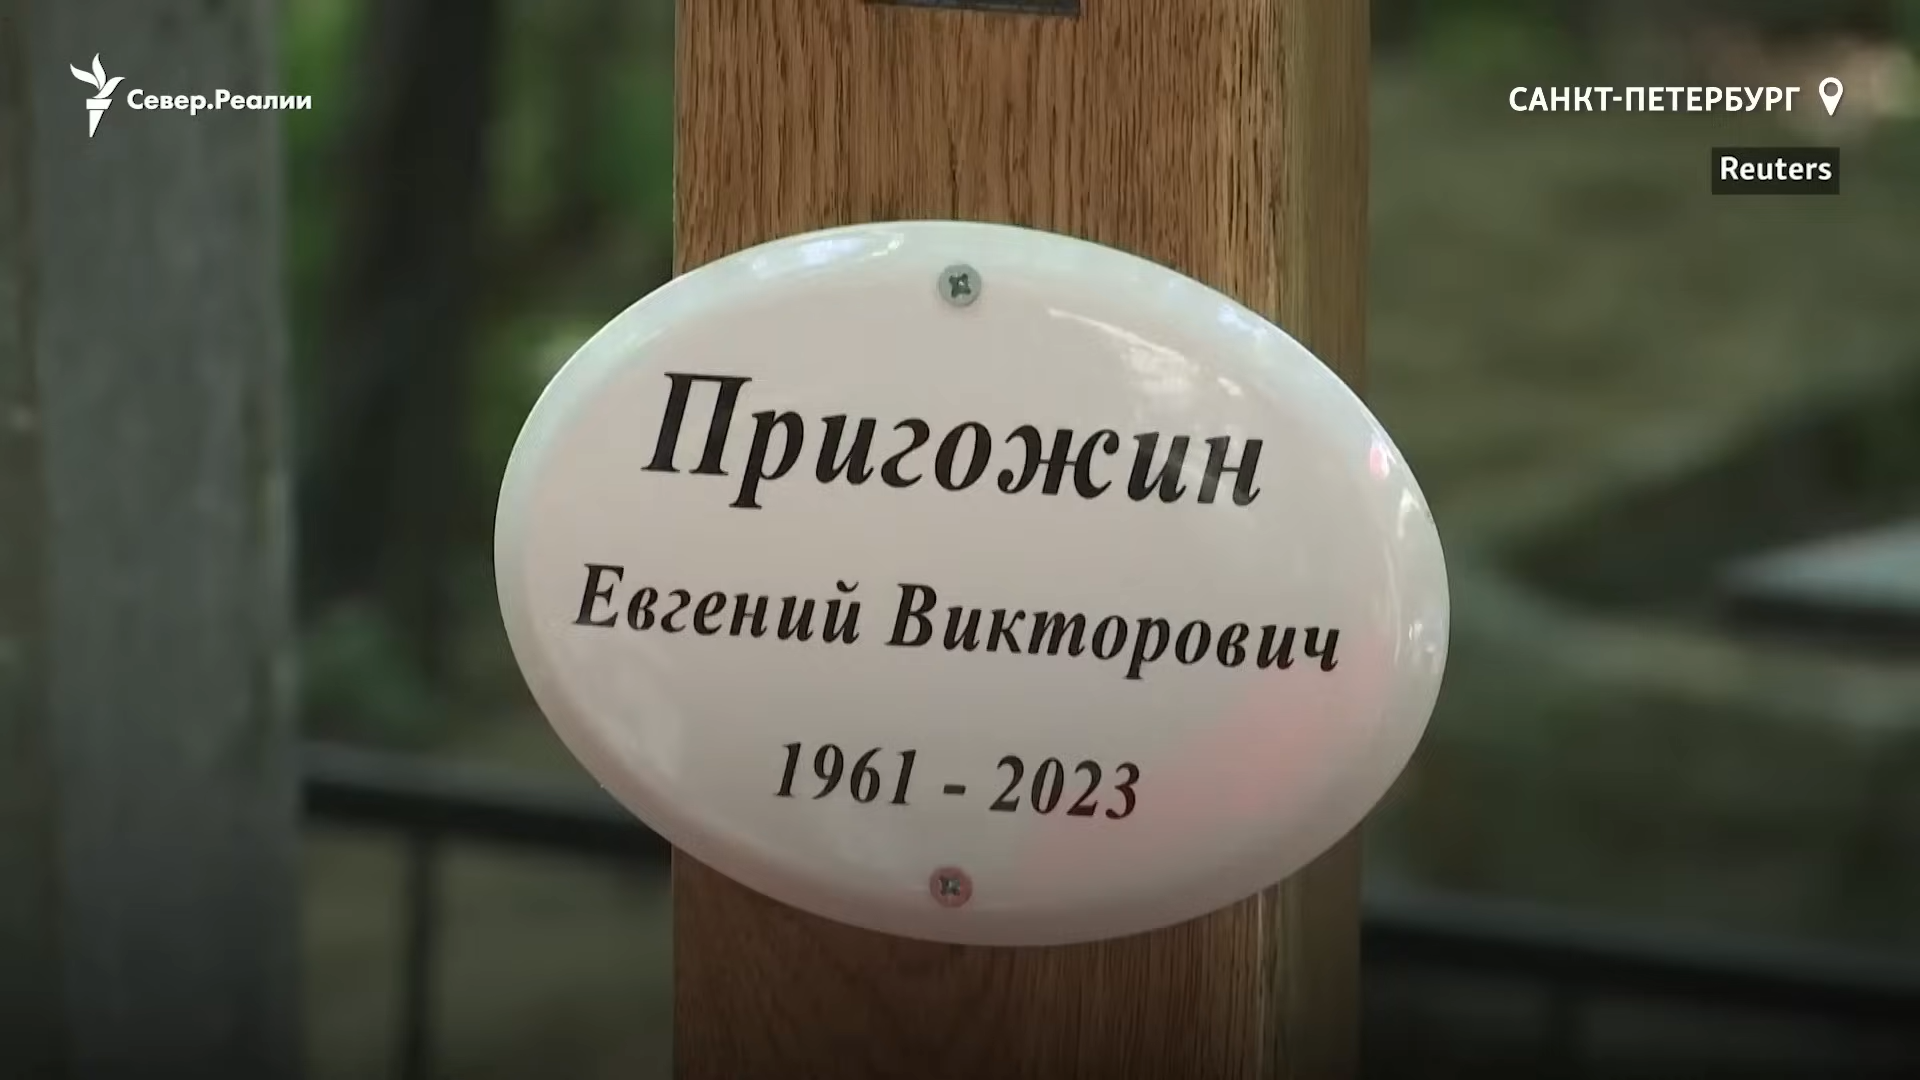 Север.Реалии
САНКТ-ПЕТЕРБУРГ
Reuters
Пригожин
Евгений Викторович
1961 - 2023